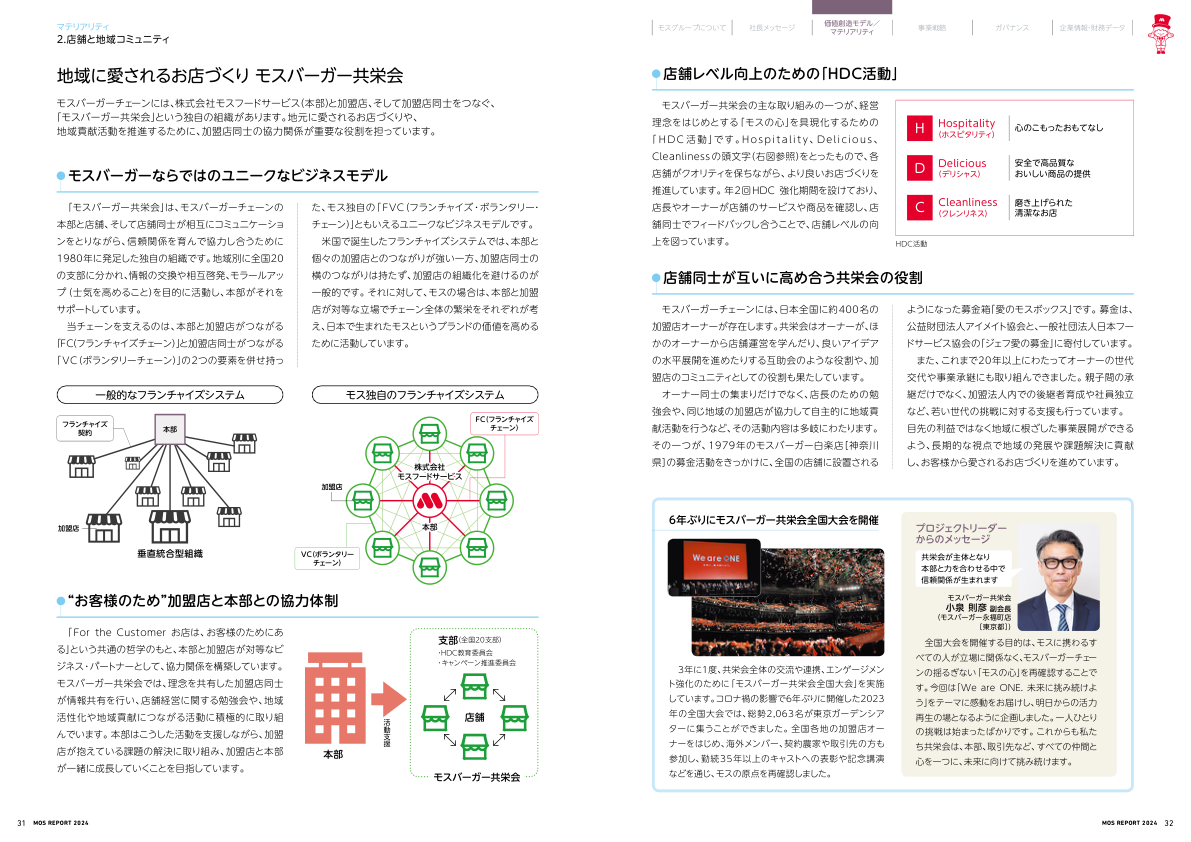 マテリアリティ
2.店舗と地域コミュニティ
地域に愛されるお店づくり モスバーガー共栄会
モスバーガーチェーンには、株式会社モスフードサービス（本部）と加盟店、そして加盟店同士をつなぐ、
「モスバーガー共栄会」という独自の組織があります。地元に愛されるお店づくりや、
地域貢献活動を推進するために、加盟店同士の協力関係が重要な役割を担っています。
モスバーガーならではのユニークなビジネスモデル
「モスバーガー共栄会」は、モスバーガーチェーンの
本部と店舗、そして店舗同士が相互にコミュニケーショ
ンをとりながら、信頼関係を育んで協力し合うために
1980年に発足した独自の組織です。地域別に全国20
の支部に分かれ、情報の交換や相互啓発、モラールアッ
プ（士気を高めること）を目的に活動し、本部がそれを
サポートしています。
当チェーンを支えるのは、本部と加盟店がつながる
「FC(フランチャイズチェーン)」と加盟店同士がつながる
「VC（ボランタリーチェーン）」の2つの要素を併せ持っ
た、モス独自の「FVC（フランチャイズ・ボランタリー・
チェーン）」ともいえるユニークなビジネスモデルです。
米国で誕生したフランチャイズシステムでは、本部と
個々の加盟店とのつながりが強い一方、加盟店同士の
横のつながりは持たず、加盟店の組織化を避けるのが
一般的です。それに対して、モスの場合は、本部と加盟
店が対等な立場でチェーン全体の繁栄をそれぞれが考
え、日本で生まれたモスというブランドの価値を高める
ために活動しています。
一般的なフランチャイズシステム
フランチャイズ
契約
本部
加盟店
垂直統合型組織
モス独自のフランチャイズシステム
FC（フランチャイズ
チェーン）
株式会社
モスフードサービス
加盟店
本部
VC（ボランタリー
チェーン）
“お客様のため”加盟店と本部との協力体制
「For the Customer お店は、お客様のためにあ
る」という共通の哲学のもと、本部と加盟店が対等なビ
ジネス・パートナーとして、協力関係を構築しています。
モスバーガー共栄会では、理念を共有した加盟店同士
が情報共有を行い、店舗経営に関する勉強会や、地域
活性化や地域貢献につながる活動に積極的に取り組
んでいます。本部はこうした活動を支援しながら、加盟
店が抱えている課題の解決に取り組み、加盟店と本部
が一緒に成長していくことを目指しています。
本部
活動支援
支部（全国20支部）
・HDC教育委員会
・キャンペーン推進委員会
店舗
モスバーガー共栄会
31 MOS REPORT 2024
モスグループについて
社長メッセージ
価値創造モデル／
マテリアリティ
事業戦略
ガバナンス
企業情報・財務データ
店舗レベル向上のための「HDC活動」
モスバーガー共栄会の主な取り組みの一つが、経営
理念をはじめとする「モスの心」を具現化するための
「HDC活動」です。Hospitality、Delicious、
Cleanlinessの頭文字（右図参照）をとったもので、各
店舗がクオリティを保ちながら、より良いお店づくりを
推進しています。年2回HDC 強化期間を設けており、
店長やオーナーが店舗のサービスや商品を確認し、店
舗同士でフィードバックし合うことで、店舗レベルの向
上を図っています。
H
Hospitality
（ホスピタリティ）
心のこもったおもてなし
D
Delicious
（デリシャス）
安全で高品質な
おいしい商品の提供
C
Cleanliness
（クレンリネス）
磨き上げられた
清潔なお店
HDC活動
店舗同士が互いに高め合う共栄会の役割
モスバーガーチェーンには、日本全国に約400名の
加盟店オーナーが存在します。共栄会はオーナーが、ほ
かのオーナーから店舗運営を学んだり、良いアイデア
の水平展開を進めたりする互助会のような役割や、加
盟店のコミュニティとしての役割も果たしています。
オーナー同士の集まりだけでなく、店長のための勉
強会や、同じ地域の加盟店が協力して自主的に地域貢
献活動を行うなど、その活動内容は多岐にわたります。
その一つが、1979年のモスバーガー白楽店［神奈川
県］の募金活動をきっかけに、全国の店舗に設置される
ようになった募金箱「愛のモスボックス」です。募金は、
公益財団法人アイメイト協会と、一般社団法人日本フー
ドサービス協会の「ジェフ愛の募金」に寄付しています。
また、これまで20年以上にわたってオーナーの世代
交代や事業承継にも取り組んできました。親子間の承
継だけでなく、加盟法人内での後継者育成や社員独立
など、若い世代の挑戦に対する支援も行っています。
目先の利益ではなく地域に根ざした事業展開ができる
よう、長期的な視点で地域の発展や課題解決に貢献
し、お客様から愛されるお店づくりを進めています。
6年ぶりにモスバーガー共栄会全国大会を開催
We are ONE
3年に1度、共栄会全体の交流や連携、エンゲージメン
ト強化のために「モスバーガー共栄会全国大会」を実施
しています。コロナ禍の影響で6年ぶりに開催した2023
年の全国大会では、総勢2,063名が東京ガーデンシア
ターに集うことができました。全国各地の加盟店オー
ナーをはじめ、海外メンバー、契約農家や取引先の方も
参加し、勤続35年以上のキャストへの表彰や記念講演
などを通じ、モスの原点を再確認しました。
プロジェクトリーダー
からのメッセージ
共栄会が主体となり
本部と力を合わせる中で
信頼関係が生まれます
モスバーガー共栄会
小泉 則彦 副会長
（モスバーガー永福町店
［東京都］）
全国大会を開催する目的は、モスに携わるす
べての人が立場に関係なく、モスバーガーチェー
ンの揺るぎない「モスの心」を再確認することで
す。今回は「We are ONE. 未来に挑み続けよ
う」をテーマに感動をお届けし、明日からの活力
再生の場となるように企画しました。一人ひとり
の挑戦は始まったばかりです。これからも私た
ち共栄会は、本部、取引先など、すべての仲間と
心を一つに、未来に向けて挑み続けます。
MOS REPORT 2024 32